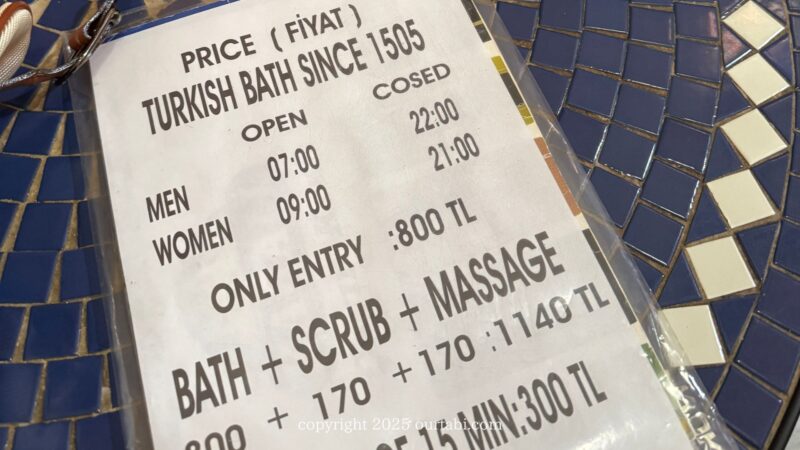 PRICE ( FİYAT )
TURKISH BATH SINCE 1505
OPEN COSED
MEN 07:00 22:00
WOMEN 09:00 21:00
ONLY ENTRY :800 TL
BATH + SCRUB + MASSAGE
800 + 170 + 170 :1140 TL
15 MIN:300 TL
copyright 2025 ourtabi.com